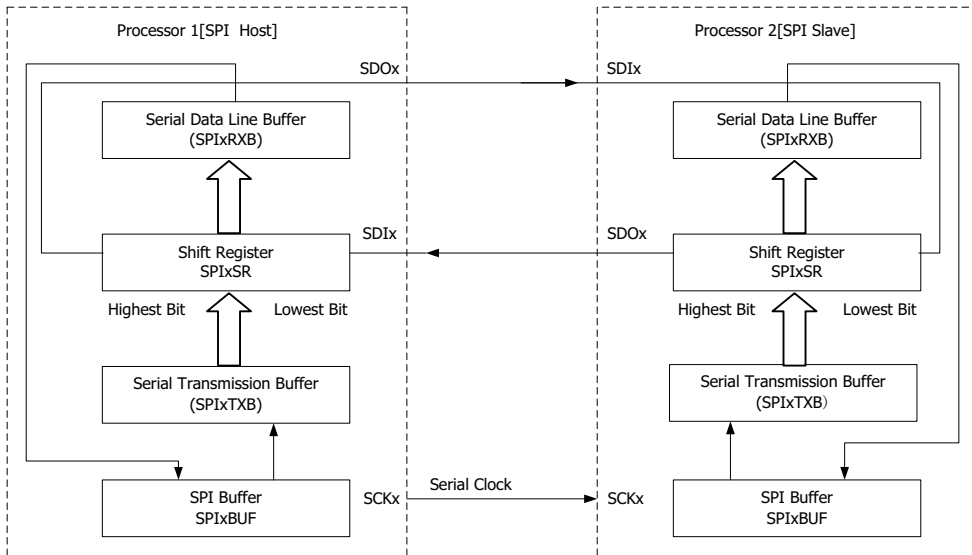 Processor 1[SPI  Host]
SDOx
Serial Data Line Buffer
(SPIxRXB)
Shift Register
SPIxSR
SDIx
Highest Bit
Lowest Bit
Serial Transmission Buffer
(SPIxTXB)
SPI Buffer
SPIxBUF
SCKx
Serial Clock
Processor 2[SPI Slave]
SDIx
Serial Data Line Buffer
(SPIxRXB)
SDOx
Shift Register
SPIxSR
Highest Bit
Lowest Bit
Serial Transmission Buffer
(SPIxTXB）
SCKx
SPI Buffer
SPIxBUF